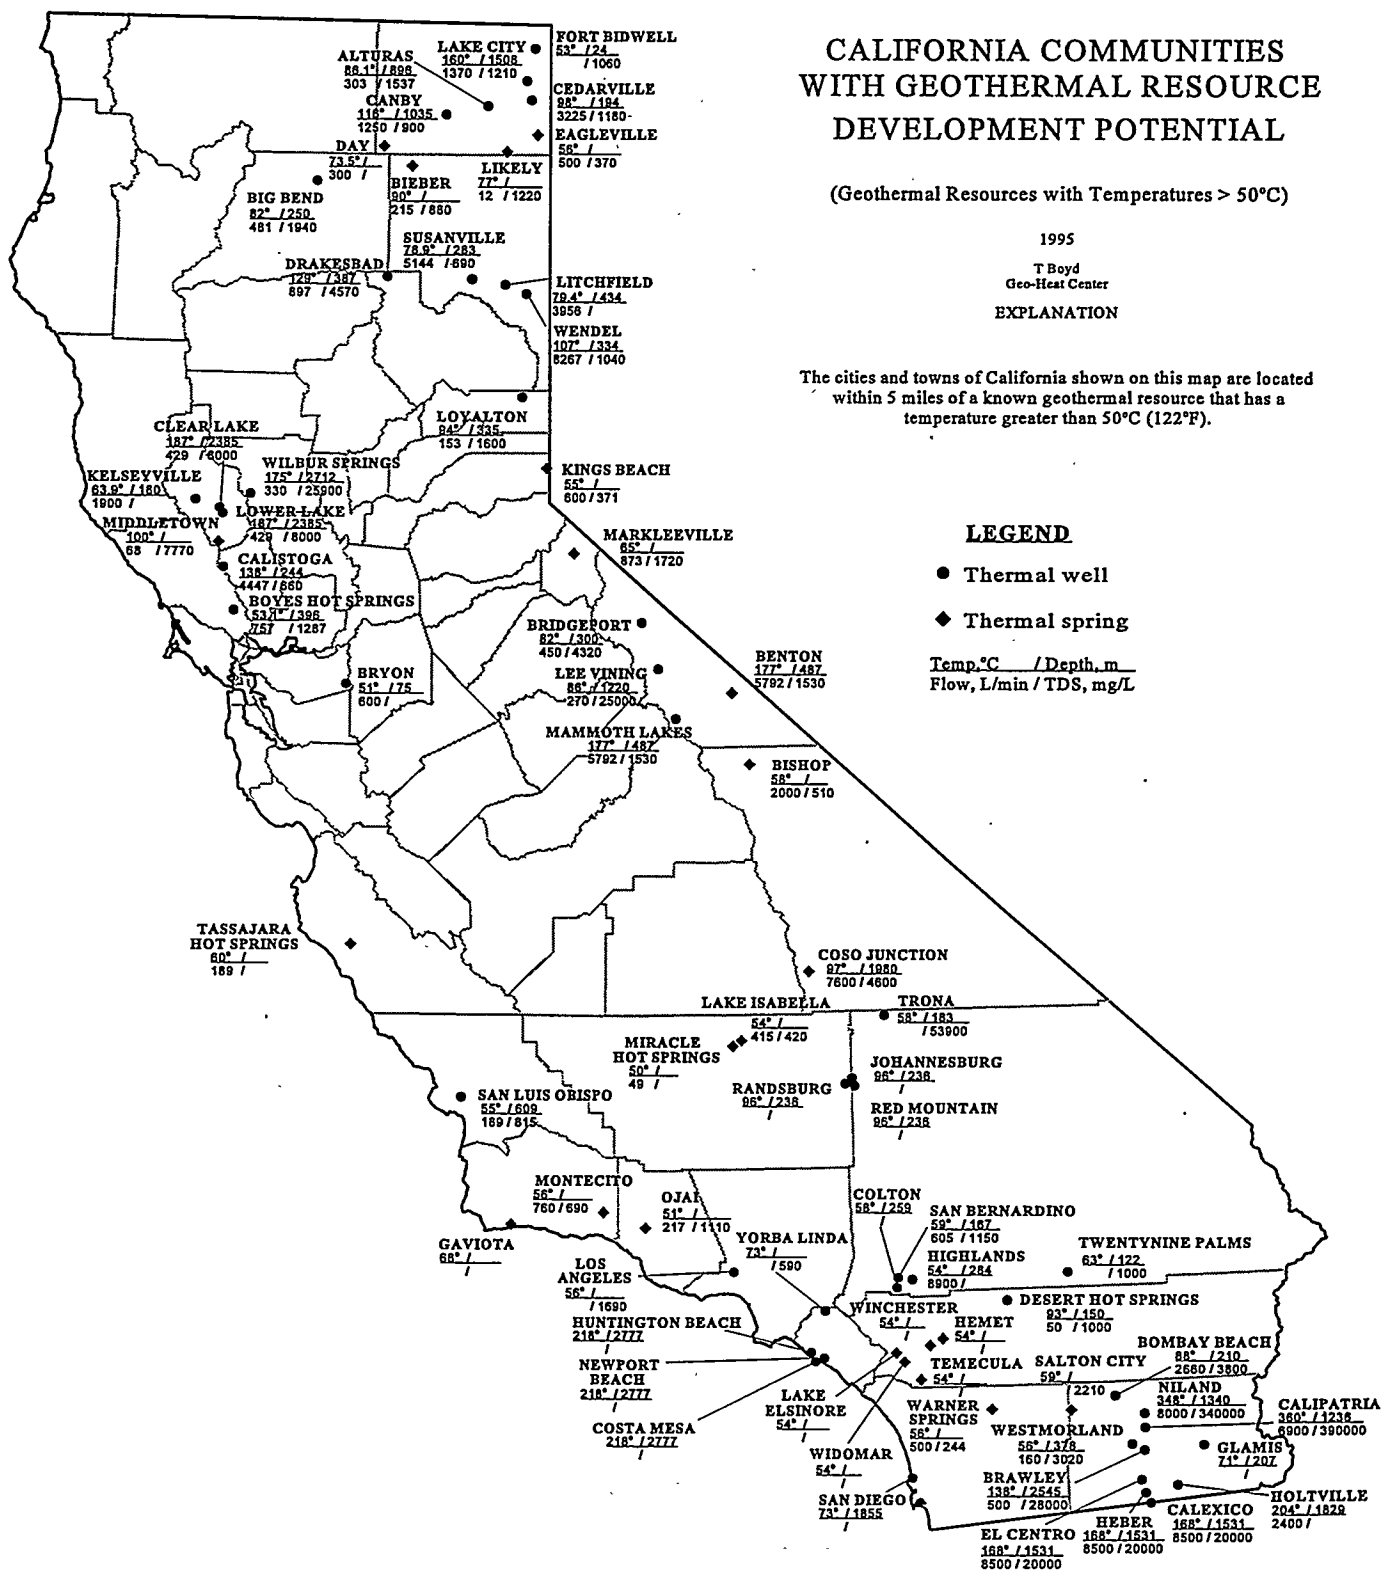 CALIFORNIA COMMUNITIES
WITH GEOTHERMAL RESOURCE
DEVELOPMENT POTENTIAL
(Geothermal Resources with Temperatures > 50°C)
1995
T Boyd
Geo-Heat Center
EXPLANATION
The cities and towns of California shown on this map are located
within 5 miles of a known geothermal resource that has a
temperature greater than 50°C (122°F).
LEGEND
Thermal well
Thermal spring
Temp,°C / Depth, m
Flow, L/min / TDS, mg/L
FORT BIDWELL
53° / 24
/ 1060
LAKE CITY
160° / 1508
1370 / 1210
ALTURAS
86.1° / 898
303 / 1537
CEDARVILLE
98° / 194
3225 / 1180
CANBY
116° / 1035
1250 / 900
EAGLEVILLE
56° /
500 / 370
DAY
73.5° /
300 /
LIKELY
77° /
12 / 1220
BIEBER
90° /
215 / 880
BIG BEND
82° / 250
481 / 1940
SUSANVILLE
78.9° / 283
5144 / 690
DRAKESBAD
129° / 387
897 / 4570
LITCHFIELD
79.4° / 434
3956 /
WENDEL
107° / 334
8267 / 1040
LOYALTON
94° / 335
153 / 1600
CLEAR LAKE
187° / 2385
429 / 8000
WILBUR SPRINGS
175° / 2712
330 / 25900
KELSEYVILLE
63.9° / 180
1900 /
LOWER LAKE
187° / 2385
429 / 8000
MIDDLETOWN
100° /
68 / 7770
KINGS BEACH
55° /
600 / 371
MARKLEEVILLE
65° /
873 / 1720
CALISTOGA
138° / 244
4447 / 660
BOYES HOT SPRINGS
53.1° / 396
757 / 1287
BRIDGEPORT
82° / 300
450 / 4320
BENTON
177° / 487
5792 / 1530
BRYON
51° / 75
600 /
LEE VINING
86° / 1220
270 / 25000
MAMMOTH LAKES
177° / 487
5792 / 1530
BISHOP
58° /
2000 / 510
TASSAJARA
HOT SPRINGS
60° /
189 /
COSO JUNCTION
97° / 1980
7600 / 4600
LAKE ISABELLA
54° /
415 / 420
TRONA
58° / 183
/ 53900
MIRACLE
HOT SPRINGS
50° /
49 /
JOHANNESBURG
96° / 238
/
RANDSBURG
96° / 238
/
RED MOUNTAIN
96° / 238
/
SAN LUIS OBISPO
55° / 609
189 / 815
MONTECITO
56° /
760 / 690
OJAI
51° /
217 / 1110
GAVIOTA
68° /
/
COLTON
58° / 259
SAN BERNARDINO
59° / 167
605 / 1150
YORBA LINDA
73° /
/ 590
HIGHLANDS
54° / 284
8900 /
TWENTYNINE PALMS
63° / 122
/ 1000
LOS
ANGELES
56° /
/ 1690
DESERT HOT SPRINGS
93° / 150
50 / 1000
HUNTINGTON BEACH
218° / 2777
/
WINCHESTER
54° /
HEMET
54° /
/
BOMBAY BEACH
88° / 210
2660 / 3800
NEWPORT
BEACH
218° / 2777
/
TEMECULA
54° /
/
SALTON CITY
59° /
/ 2210
NILAND
348° / 1340
8000 / 340000
LAKE
ELSINORE
54° /
/
WARNER
SPRINGS
56° /
500 / 244
CALIPATRIA
360° / 1236
6900 / 390000
COSTA MESA
218° / 2777
/
WESTMORLAND
56° / 378
160 / 3020
WIDOMAR
54° /
/
GLAMIS
71° / 207
/
BRAWLEY
138° / 2545
500 / 28000
SAN DIEGO
73° / 1855
/
HOLTVILLE
204° / 1829
2400 /
EL CENTRO
168° / 1531
8500 / 20000
HEBER
168° / 1531
8500 / 20000
CALEXICO
168° / 1531
8500 / 20000